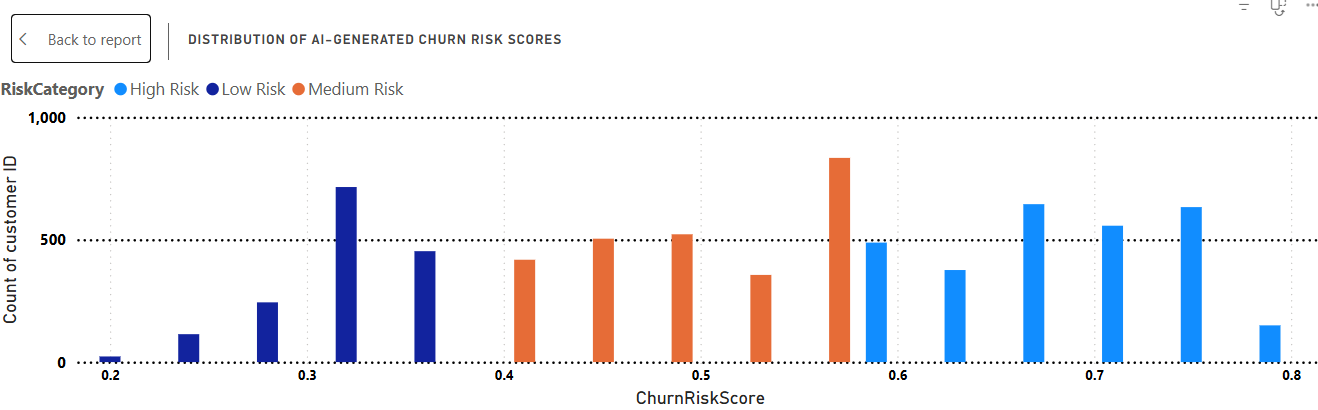 Back to report
DISTRIBUTION OF AI-GENERATED CHURN RISK SCORES
RiskCategory High Risk Low Risk Medium Risk
1,000
500
0
Count of customer ID
0.2 0.3 0.4 0.5 0.6 0.7 0.8
ChurnRiskScore